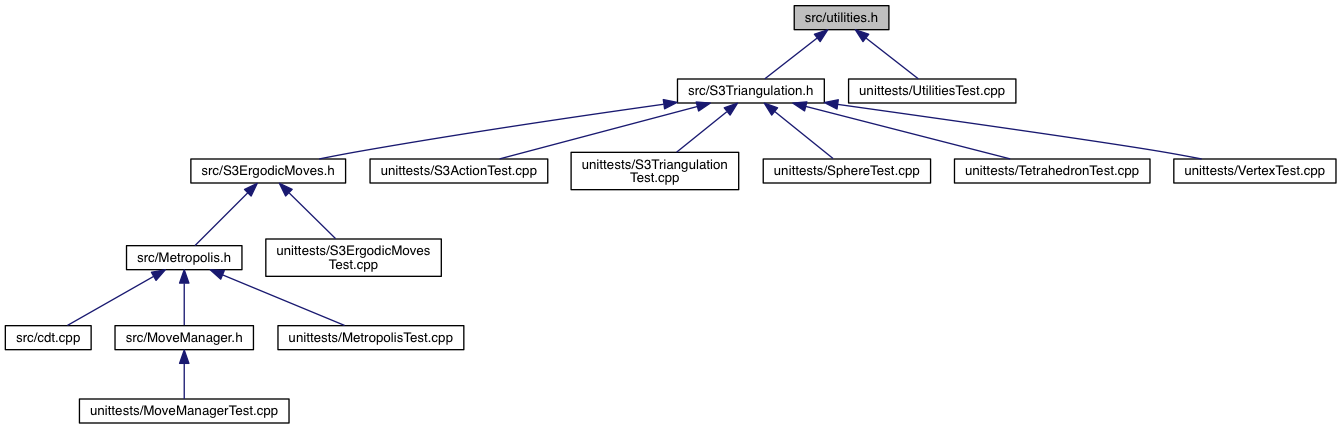 src/utilities.h
src/S3Triangulation.h
unittests/UtilitiesTest.cpp
src/S3ErgodicMoves.h
unittests/S3ActionTest.cpp
unittests/S3Triangulation
Test.cpp
unittests/SphereTest.cpp
unittests/TetrahedronTest.cpp
unittests/VertexTest.cpp
src/Metropolis.h
unittests/S3ErgodicMoves
Test.cpp
src/cdt.cpp
src/MoveManager.h
unittests/MetropolisTest.cpp
unittests/MoveManagerTest.cpp